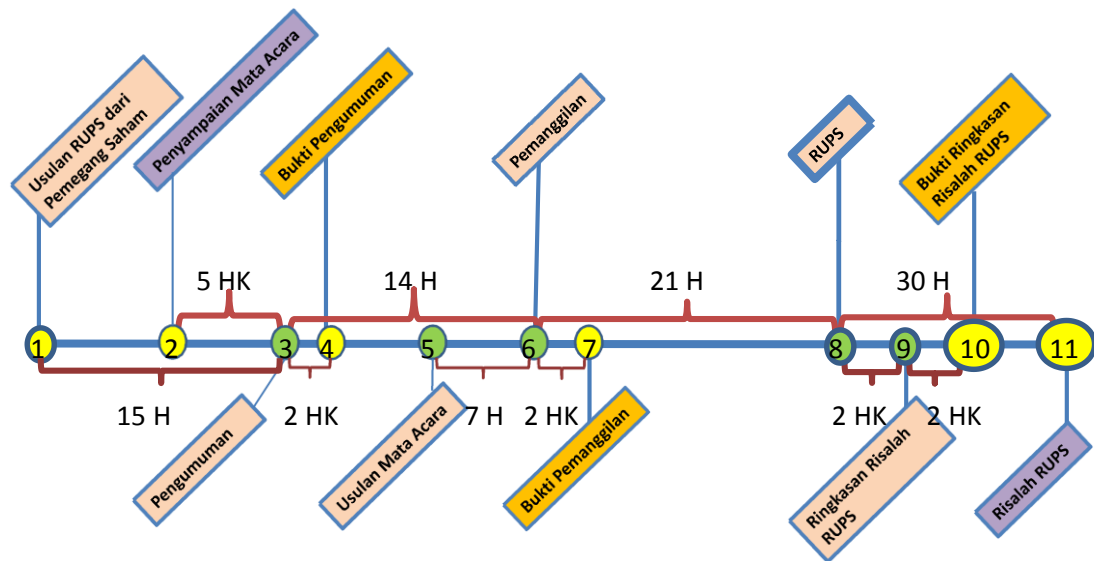 Usulan RUPS dari
Pemegang Saham
Penyampaian Mata Acara
Bukti Pengumuman
Pemanggilan
RUPS
Bukti Ringkasan
Risalah RUPS
5 HK
14 H
21 H
30 H
1
2
3
4
5
6
7
8
9
10
11
15 H
2 HK
7 H
2 HK
2 HK
2 HK
Pengumuman
Usulan Mata Acara
Bukti Pemanggilan
Ringkasan Risalah
RUPS
Risalah RUPS